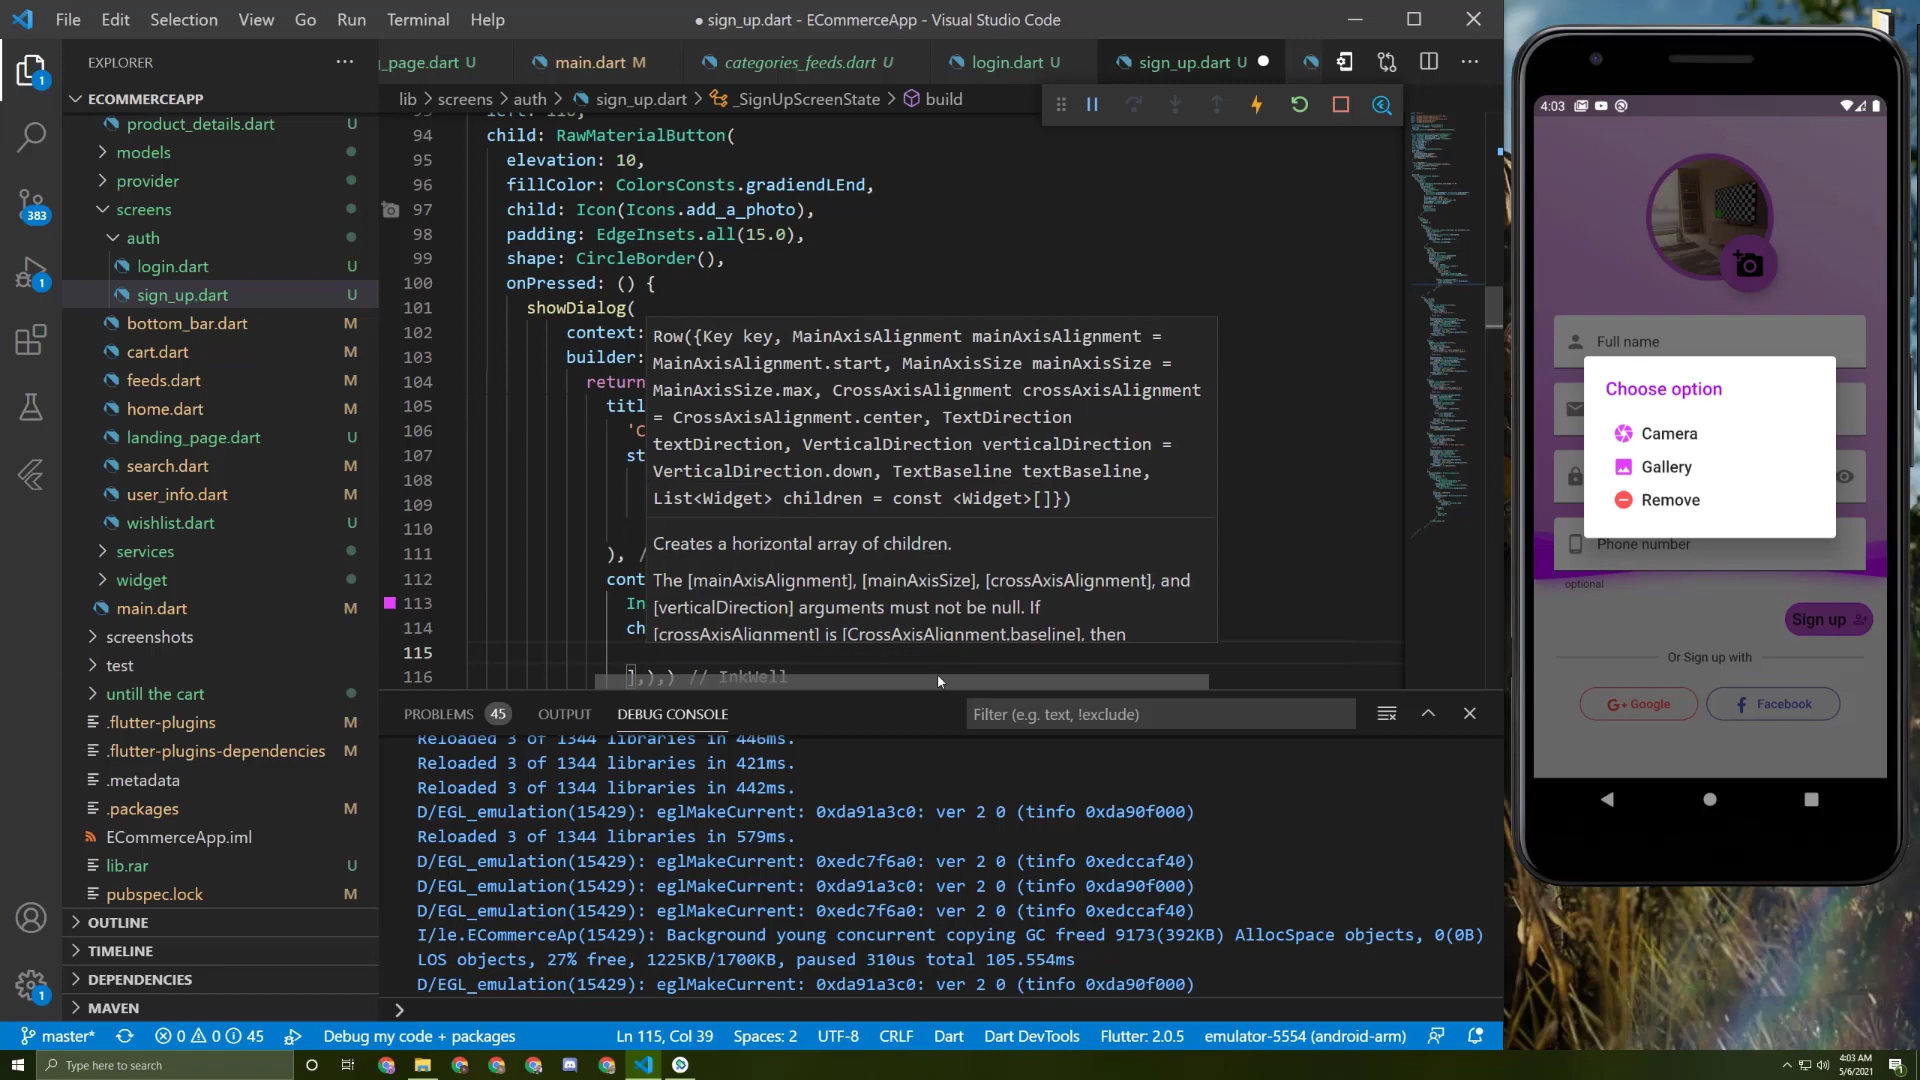 File Edit Selection View Go Run Terminal Help
● sign_up.dart - ECommerceApp - Visual Studio Code
EXPLORER
_page.dart U
main.dart M
categories_feeds.dart U
login.dart U
sign_up.dart U
ECOMMERCEAPP
lib > screens > auth > sign_up.dart > _SignUpScreenState > build
product_details.dart U
models
provider
screens
auth
login.dart U
sign_up.dart U
bottom_bar.dart M
cart.dart M
feeds.dart M
home.dart M
landing_page.dart U
search.dart M
user_info.dart M
wishlist.dart U
services
widget
main.dart M
screenshots
test
untill the cart
.flutter-plugins M
.flutter-plugins-dependencies M
.metadata
.packages M
ECommerceApp.iml
lib.rar U
pubspec.lock M
OUTLINE
TIMELINE
DEPENDENCIES
MAVEN
1
383
1
1
94 child: RawMaterialButton(
95 elevation: 10,
96 fillColor: ColorsConsts.gradiendLEnd,
97 child: Icon(Icons.add_a_photo),
98 padding: EdgeInsets.all(15.0),
99 shape: CircleBorder(),
100 onPressed: () {
101 showDialog(
102 context:
103 builder:
104 return
105 titl
106 'C
107 st
108
109
110
111 ), /
112 cont
113 In
114 ch
115
116 ],),) // InkWell
Row({Key key, MainAxisAlignment mainAxisAlignment =
MainAxisAlignment.start, MainAxisSize mainAxisSize =
MainAxisSize.max, CrossAxisAlignment crossAxisAlignment
= CrossAxisAlignment.center, TextDirection
textDirection, VerticalDirection verticalDirection =
VerticalDirection.down, TextBaseline textBaseline,
List<Widget> children = const <Widget>[]})
Creates a horizontal array of children.
The [mainAxisAlignment], [mainAxisSize], [crossAxisAlignment], and
[verticalDirection] arguments must not be null. If
[crossAxisAlignment] is [CrossAxisAlignment.baseline], then
PROBLEMS 45 OUTPUT DEBUG CONSOLE
Filter (e.g. text, !exclude)
Reloaded 3 of 1344 libraries in 446ms.
Reloaded 3 of 1344 libraries in 421ms.
Reloaded 3 of 1344 libraries in 442ms.
D/EGL_emulation(15429): eglMakeCurrent: 0xda91a3c0: ver 2 0 (tinfo 0xda90f000)
Reloaded 3 of 1344 libraries in 579ms.
D/EGL_emulation(15429): eglMakeCurrent: 0xedc7f6a0: ver 2 0 (tinfo 0xedccaf40)
D/EGL_emulation(15429): eglMakeCurrent: 0xda91a3c0: ver 2 0 (tinfo 0xda90f000)
D/EGL_emulation(15429): eglMakeCurrent: 0xedc7f6a0: ver 2 0 (tinfo 0xedccaf40)
I/le.ECommerceAp(15429): Background young concurrent copying GC freed 9173(392KB) AllocSpace objects, 0(0B)
LOS objects, 27% free, 1225KB/1700KB, paused 310us total 105.554ms
D/EGL_emulation(15429): eglMakeCurrent: 0xda91a3c0: ver 2 0 (tinfo 0xda90f000)
master* 0 0 45 Debug my code + packages
Ln 115, Col 39 Spaces: 2 UTF-8 CRLF Dart Dart DevTools Flutter: 2.0.5 emulator-5554 (android-arm)
Type here to search
4:03 AM
5/6/2021
4:03
Full name
Choose option
Camera
Gallery
Remove
Phone number
optional
Sign up
Or Sign up with
G+ Google
Facebook